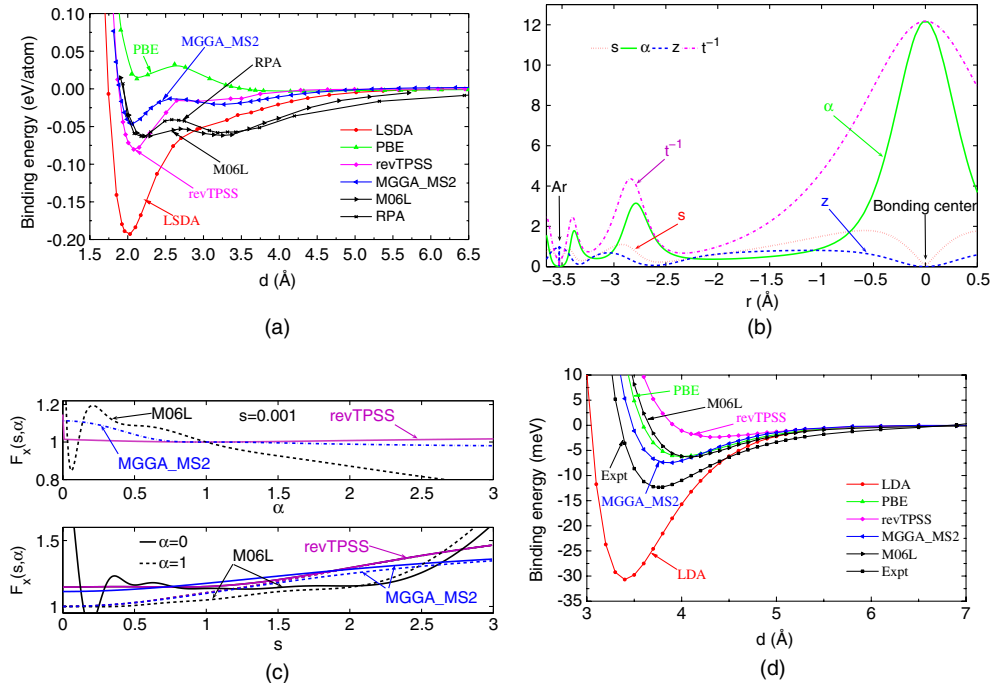 0.10
0.05
0.00
−0.05
−0.10
−0.15
−0.20
Binding energy (eV/atom)
PBE
MGGA_MS2
RPA
M06L
revTPSS
LSDA
LSDA
PBE
revTPSS
MGGA_MS2
M06L
RPA
1.5 2.0 2.5 3.0 3.5 4.0 4.5 5.0 5.5 6.0 6.5
d (Å)
(a)
s α z t⁻¹
12
10
8
6
4
2
0
α
t⁻¹
Ar
s
z
Bonding center
−3.5 −3 −2.5 −2 −1.5 −1 −0.5 0 0.5
r (Å)
(b)
1.2
1
0.8
Fₓ(s,α)
M06L
s=0.001
revTPSS
MGGA_MS2
0 0.5 1 1.5 2 2.5 3
α
1.5
1
Fₓ(s,α)
α=0
α=1
M06L
revTPSS
MGGA_MS2
0 0.5 1 1.5 2 2.5 3
s
(c)
10
5
0
-5
-10
-15
-20
-25
-30
-35
Binding energy (meV)
PBE
M06L
revTPSS
Expt
MGGA_MS2
LDA
LDA
PBE
revTPSS
MGGA_MS2
M06L
Expt
3 4 5 6 7
d (Å)
(d)